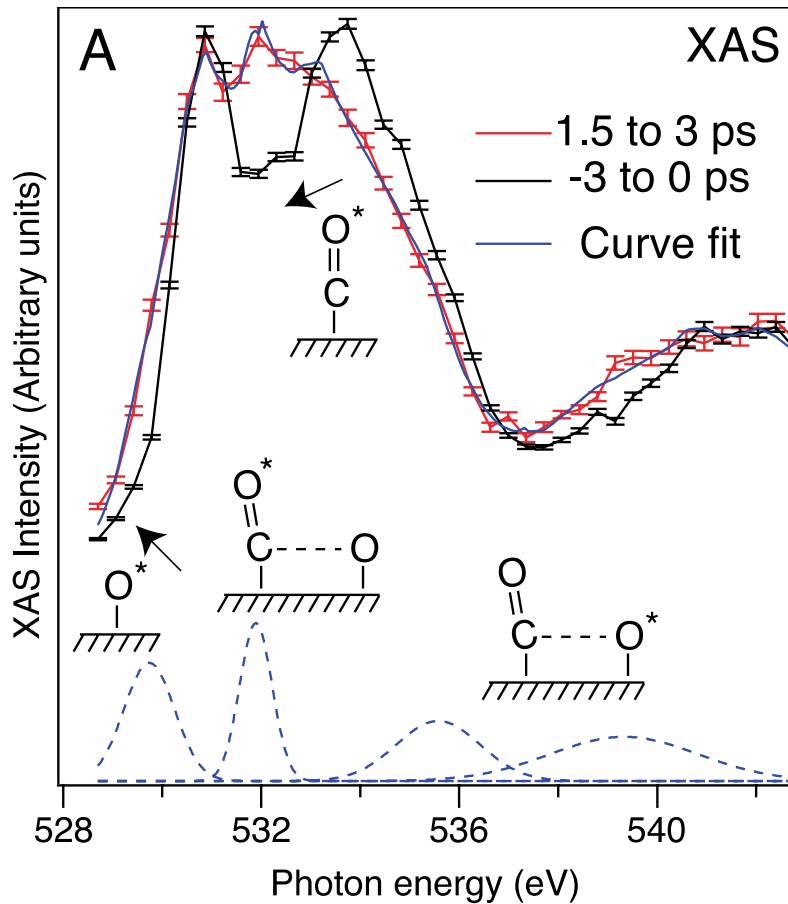 A
XAS
1.5 to 3 ps
-3 to 0 ps
Curve fit
XAS Intensity (Arbitrary units)
O*
C
O*
C O
O*
O
C O*
528 532 536 540
Photon energy (eV)